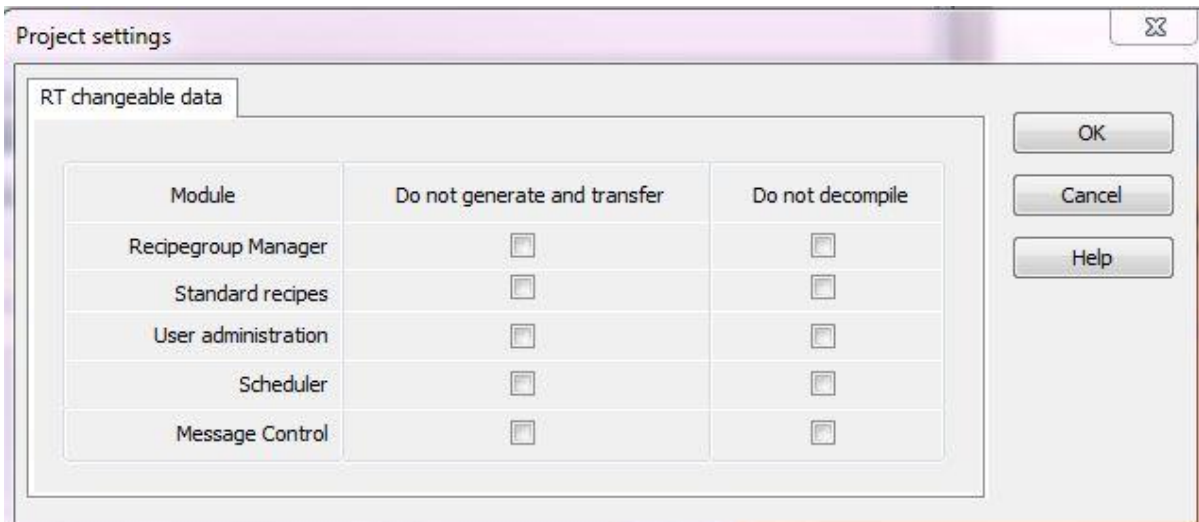 Project settings
RT changeable data
OK
Module Do not generate and transfer Do not decompile
Cancel
Recipegroup Manager
Help
Standard recipes
User administration
Scheduler
Message Control